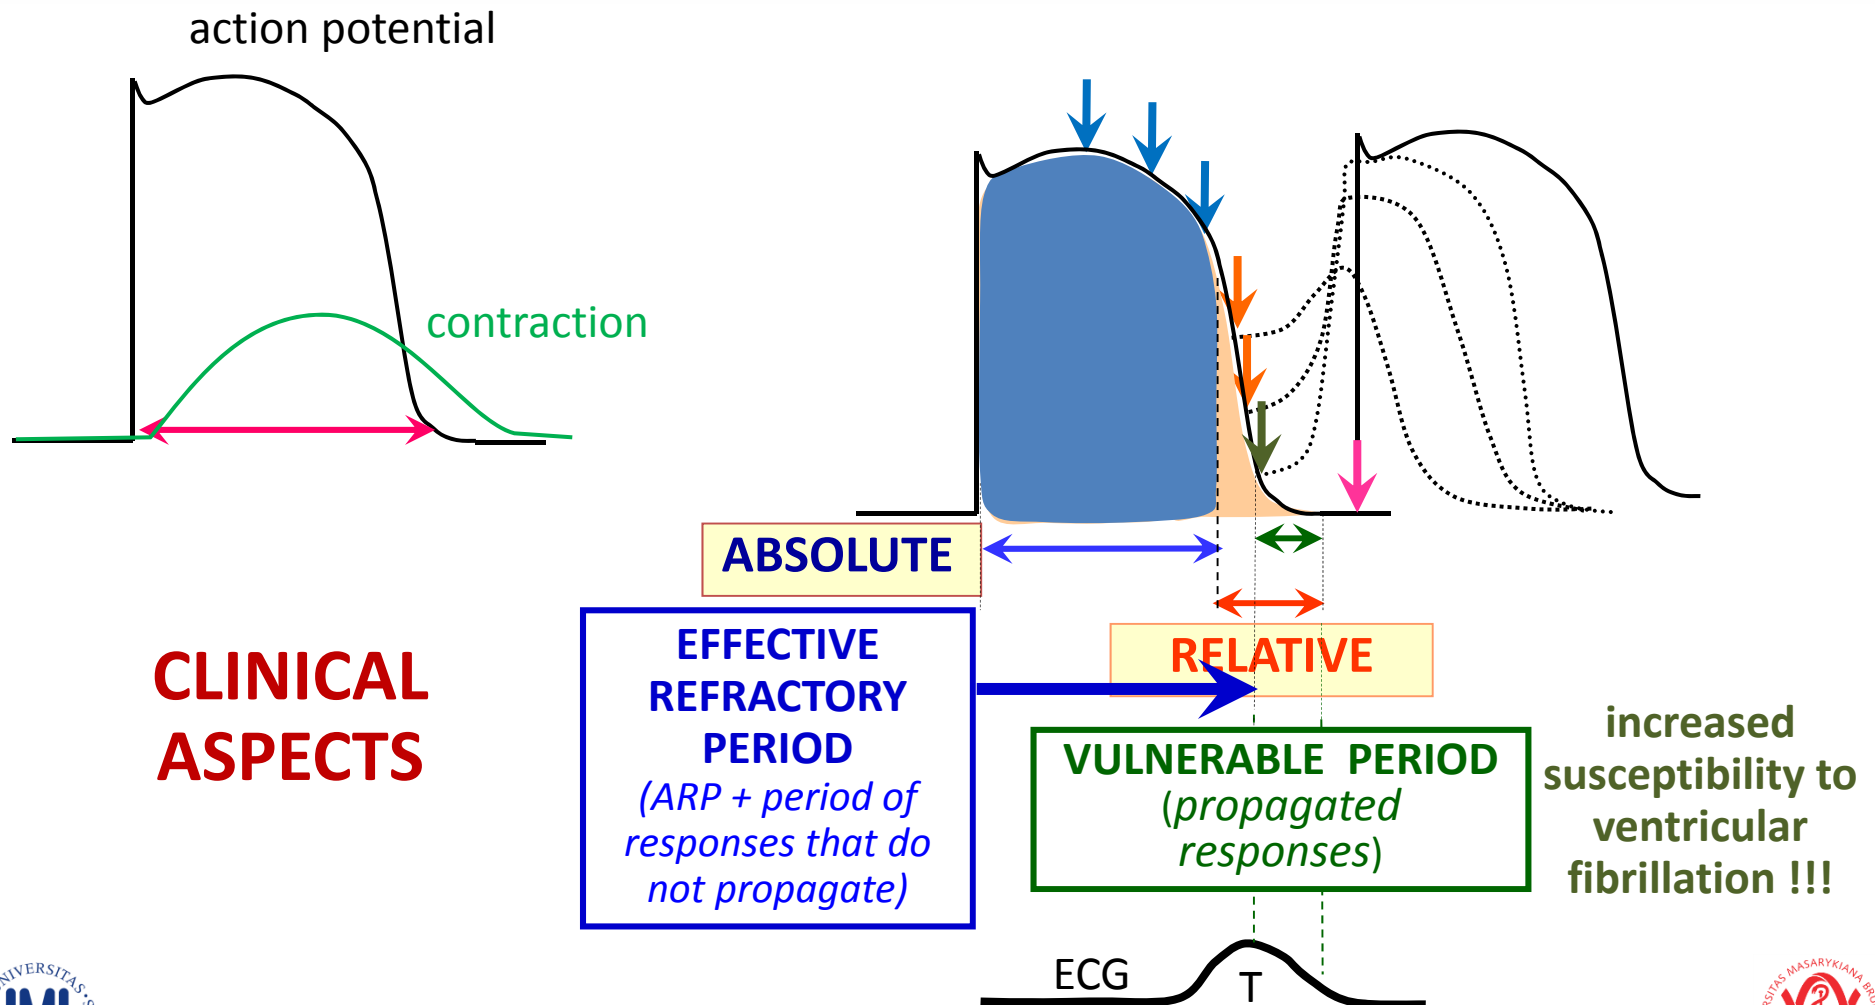 action potential
contraction
ABSOLUTE
EFFECTIVE
REFRACTORY
PERIOD
(ARP + period of
responses that do
not propagate)
RELATIVE
CLINICAL
ASPECTS
VULNERABLE PERIOD
(propagated
responses)
increased
susceptibility to
ventricular
fibrillation !!!
ECG
T